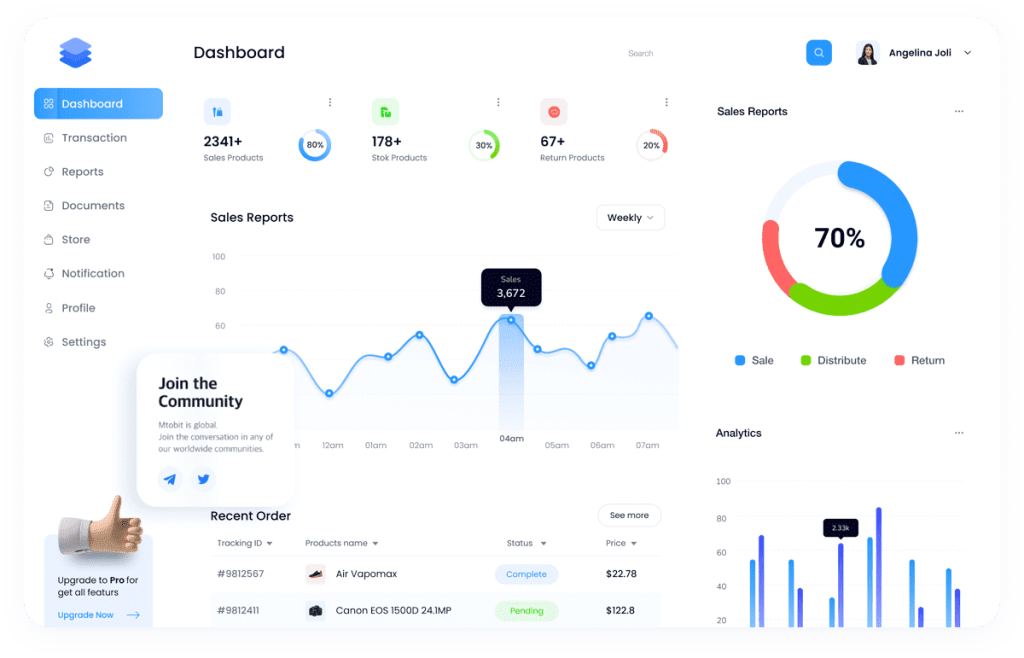 Dashboard
Search
Angelina Joli
Dashboard
Transaction
Reports
Documents
Store
Notification
Profile
Settings
2341+
Sales Products
80%
178+
Stok Products
30%
67+
Return Products
20%
Sales Reports
Weekly
100
80
60
Sales
3,672
12am
01am
02am
03am
04am
05am
06am
07am
Join the
Community
Mtobit is global.
Join the conversation in any of
our worldwide communities.
Upgrade to Pro for
get all featurs
Upgrade Now
Recent Order
See more
Tracking ID
Products name
Status
Price
#9812567
Air Vapomax
Complete
$22.78
#9812411
Canon EOS 1500D 24.1MP
Pending
$122.8
Sales Reports
70%
Sale
Distribute
Return
Analytics
100
80
60
40
20
2.33k